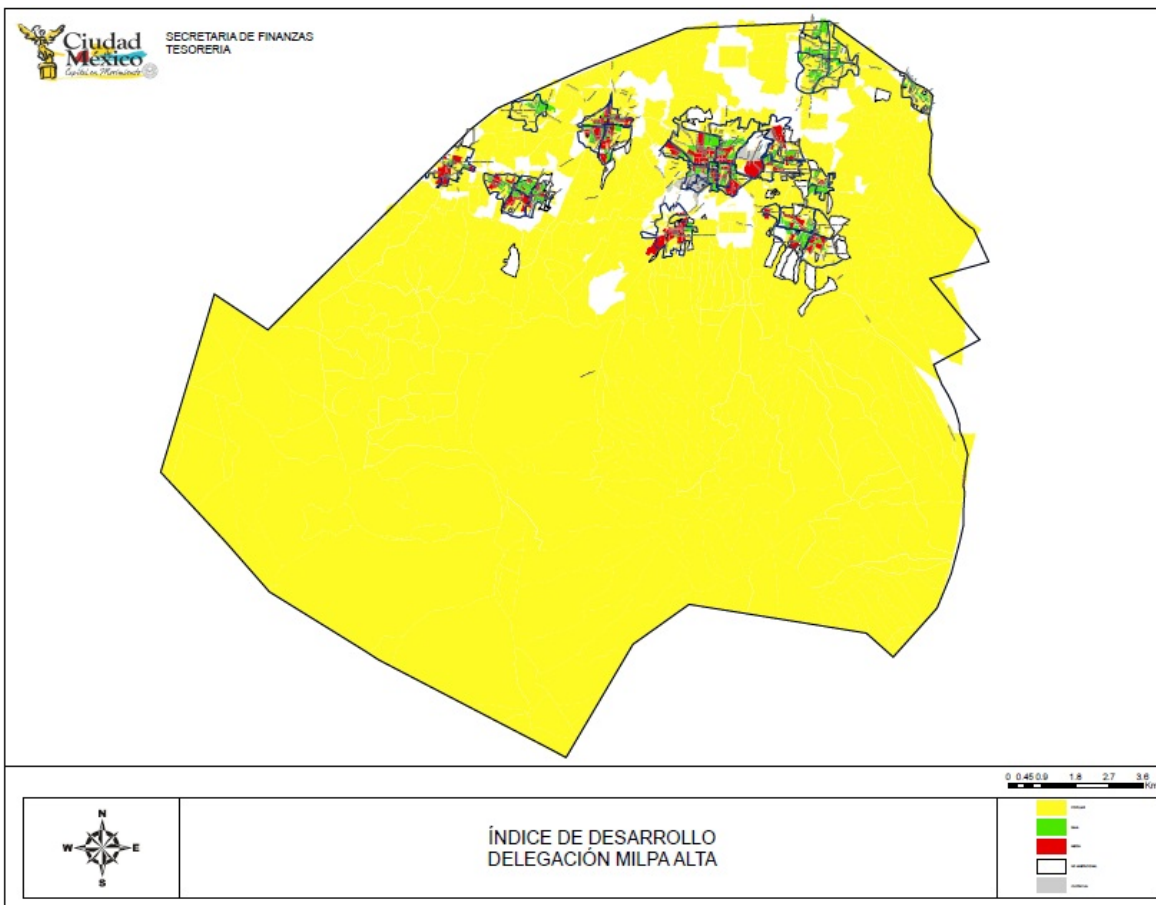 Ciudad
México
Capital en Movimiento
SECRETARIA DE FINANZAS
TESORERIA
0 0.45 0.9 1.8 2.7 3.6
Km
N
W E
S
ÍNDICE DE DESARROLLO
DELEGACIÓN MILPA ALTA